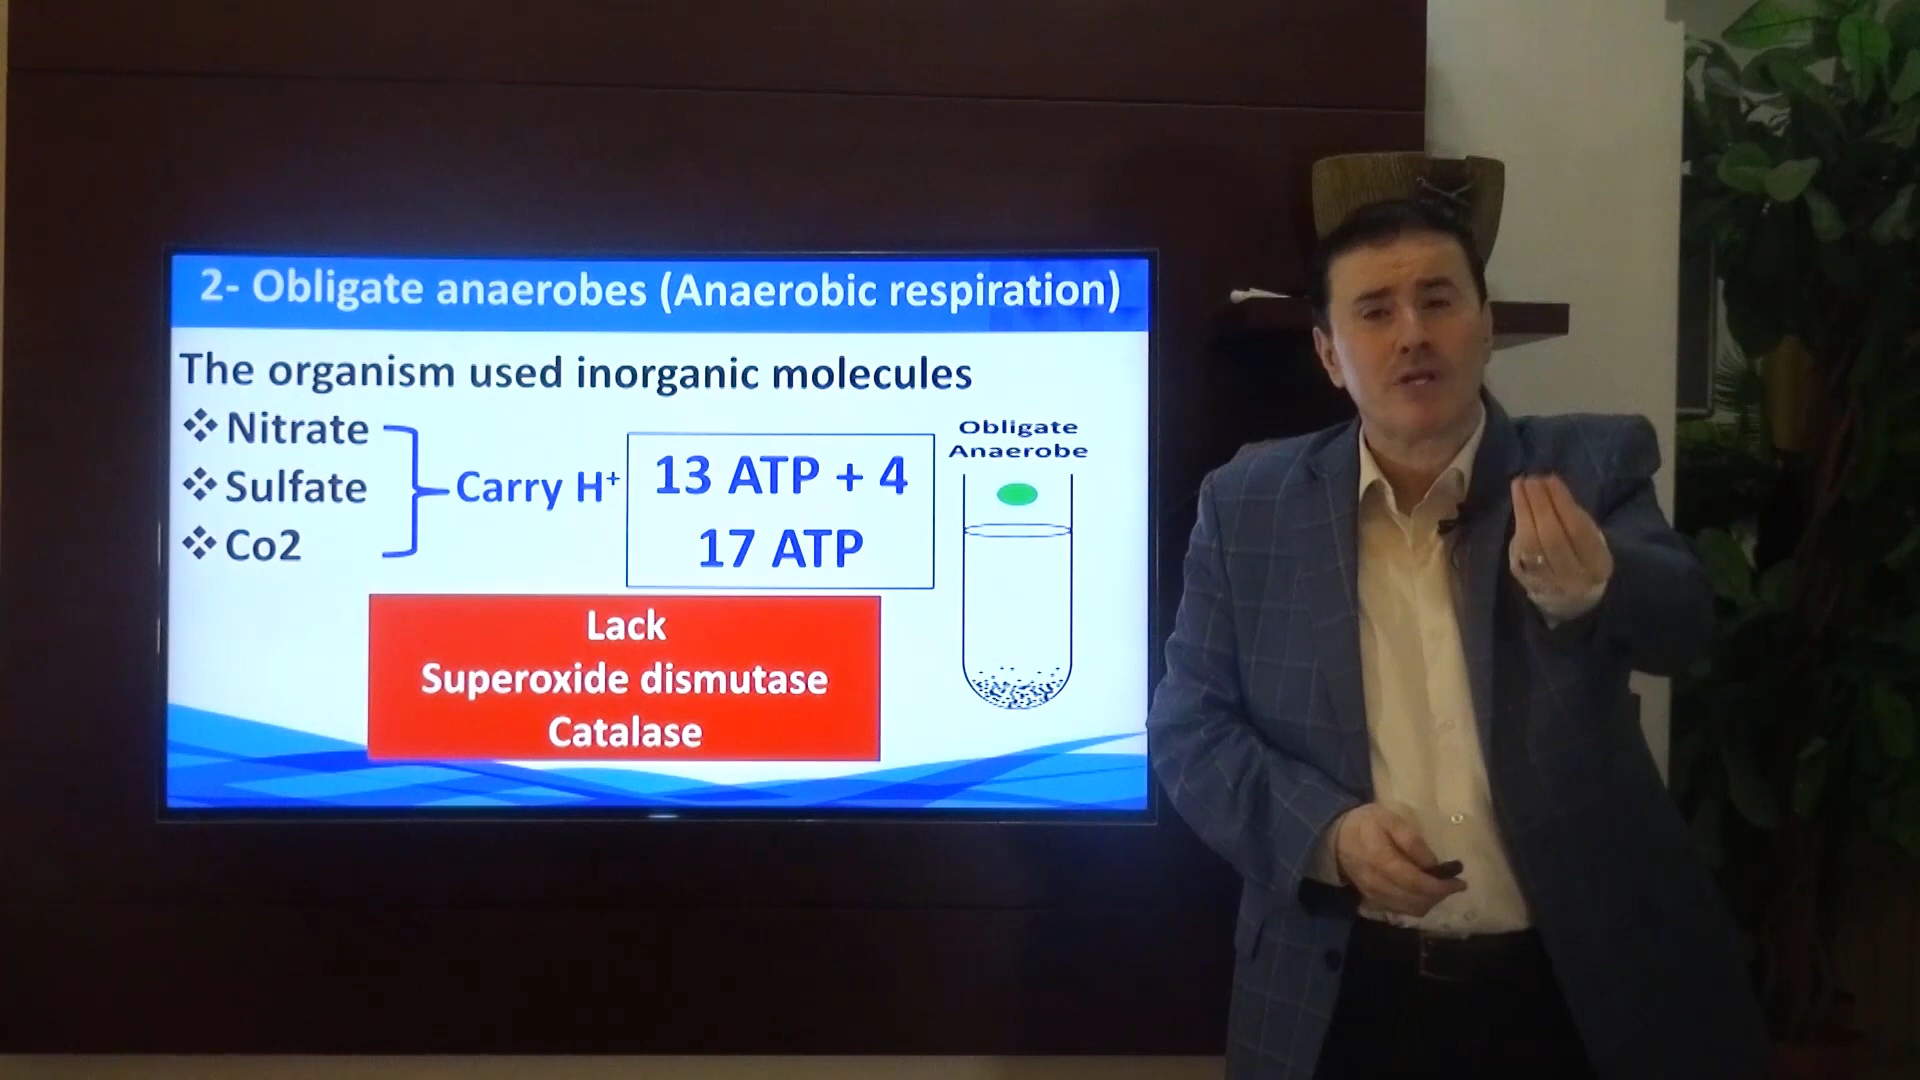 2- Obligate anaerobes (Anaerobic respiration)
The organism used inorganic molecules
❖ Nitrate
❖ Sulfate
❖ Co2
Carry H⁺
13 ATP + 4
17 ATP
Obligate
Anaerobe
Lack
Superoxide dismutase
Catalase